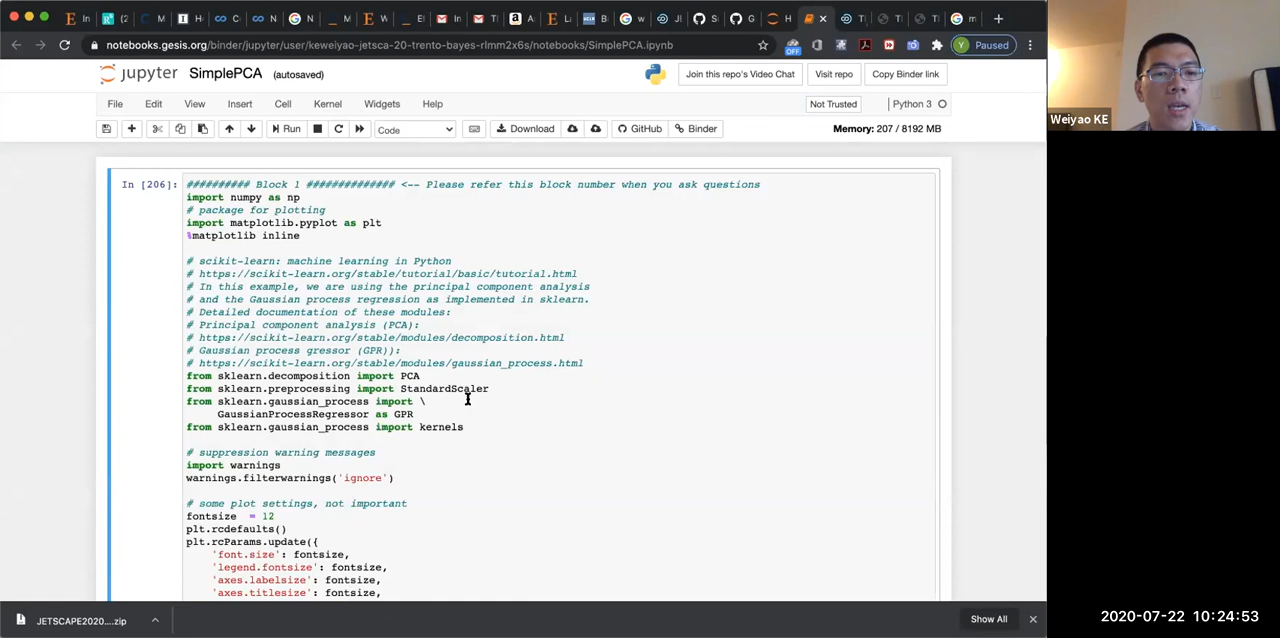 In
(2
M
I
C
N
N
M
W
E
In
TI
A
E
L
w
JI
S
G
H
T
T
T
m
notebooks.gesis.org/binder/jupyter/user/keweiyao-jetsca-20-trento-bayes-rlmm2x6s/notebooks/SimplePCA.ipynb
OFF
Y Paused
jupyter SimplePCA (autosaved)
Join this repo's Video Chat
Visit repo
Copy Binder link
File Edit View Insert Cell Kernel Widgets Help
Not Trusted
Python 3
Run
Code
Download
GitHub
Binder
Memory: 207 / 8192 MB
In [206]:
########## Block 1 ############## <-- Please refer this block number when you ask questions
import numpy as np
# package for plotting
import matplotlib.pyplot as plt
%matplotlib inline
# scikit-learn: machine learning in Python
# https://scikit-learn.org/stable/tutorial/basic/tutorial.html
# In this example, we are using the principal component analysis
# and the Gaussian process regression as implemented in sklearn.
# Detailed documentation of these modules:
# Principal component analysis (PCA):
# https://scikit-learn.org/stable/modules/decomposition.html
# Gaussian process gressor (GPR)):
# https://scikit-learn.org/stable/modules/gaussian_process.html
from sklearn.decomposition import PCA
from sklearn.preprocessing import StandardScaler
from sklearn.gaussian_process import \
GaussianProcessRegressor as GPR
from sklearn.gaussian_process import kernels
# suppression warning messages
import warnings
warnings.filterwarnings('ignore')
# some plot settings, not important
fontsize = 12
plt.rcdefaults()
plt.rcParams.update({
'font.size': fontsize,
'legend.fontsize': fontsize,
'axes.labelsize': fontsize,
'axes.titlesize': fontsize,
JETSCAPE2020....zip
Show All
Weiyao KE
2020-07-22 10:24:53